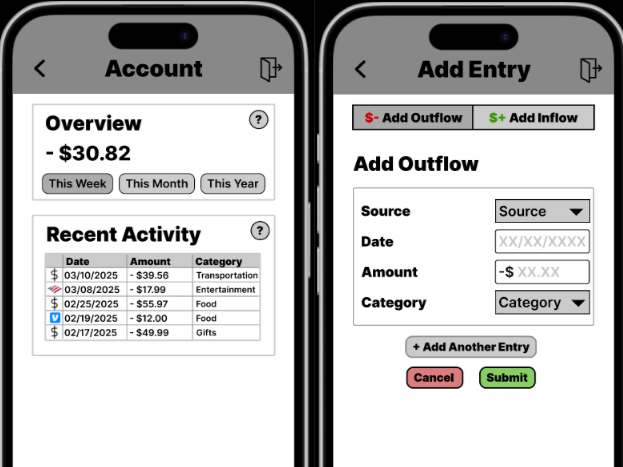 Account
Overview
?
- $30.82
This Week
This Month
This Year
Recent Activity
?
Date Amount Category
$ 03/10/2025 - $39.56 Transportation
03/08/2025 - $17.99 Entertainment
$ 02/25/2025 - $55.97 Food
V 02/19/2025 - $12.00 Food
$ 02/17/2025 - $49.99 Gifts
Add Entry
$- Add Outflow
$+ Add Inflow
Add Outflow
Source Source
Date XX/XX/XXXX
Amount -$ XX.XX
Category Category
+ Add Another Entry
Cancel
Submit